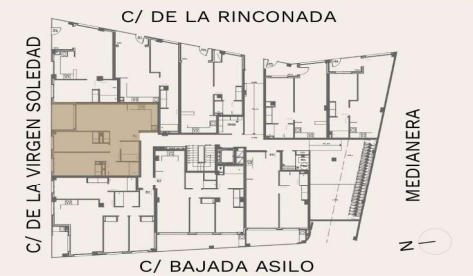 C/ DE LA RINCONADA
C/ DE LA VIRGEN SOLEDAD
MEDIANERA
N
C/ BAJADA ASILO